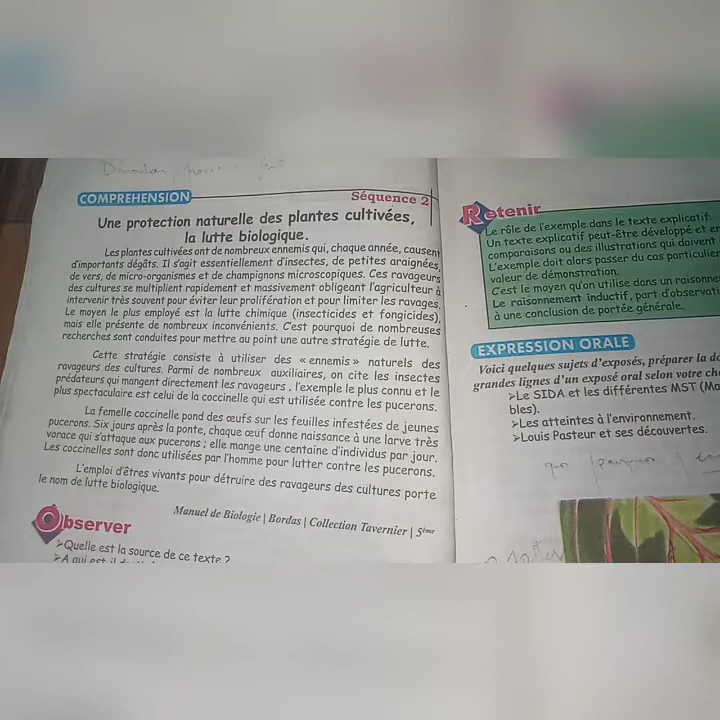 COMPREHENSION
Séquence 2
Une protection naturelle des plantes cultivées,
la lutte biologique.
Les plantes cultivées ont de nombreux ennemis qui, chaque année, causent
d'importants dégâts. Il s'agit essentiellement d'insectes, de petites araignées,
de vers, de micro-organismes et de champignons microscopiques. Ces ravageurs
des cultures se multiplient rapidement et massivement obligeant l'agriculteur à
intervenir très souvent pour éviter leur prolifération et pour limiter les ravages.
Le moyen le plus employé est la lutte chimique (insecticides et fongicides),
mais elle présente de nombreux inconvénients. C'est pourquoi de nombreuses
recherches sont conduites pour mettre au point une autre stratégie de lutte.
Cette stratégie consiste à utiliser des « ennemis » naturels des
ravageurs des cultures. Parmi de nombreux auxiliaires, on cite les insectes
prédateurs qui mangent directement les ravageurs , l'exemple le plus connu et le
plus spectaculaire est celui de la coccinelle qui est utilisée contre les pucerons.
La femelle coccinelle pond des œufs sur les feuilles infestées de jeunes
pucerons. Six jours après la ponte, chaque œuf donne naissance à une larve très
vorace qui s'attaque aux pucerons ; elle mange une centaine d'individus par jour.
Les coccinelles sont donc utilisées par l'homme pour lutter contre les pucerons.
L'emploi d'êtres vivants pour détruire des ravageurs des cultures porte
le nom de lutte biologique.
Manuel de Biologie | Bordas | Collection Tavernier | 5ème
Observer
➢Quelle est la source de ce texte ?
➢A qui est-il
Retenir
Le rôle de l'exemple dans le texte explicatif.
Un texte explicatif peut-être développé et
comparaisons ou des illustrations qui doivent
L'exemple doit alors passer du cas particulier
valeur de démonstration.
C'est le moyen qu'on utilise dans un
Le raisonnement inductif, part
à une conclusion de portée générale.
EXPRESSION ORALE
Voici quelques sujets d'exposés, préparer la
grandes lignes d'un exposé oral selon votre
➢Le SIDA et les différentes MST
bles).
➢Les atteintes à l'environnement.
➢Louis Pasteur et ses découvertes.